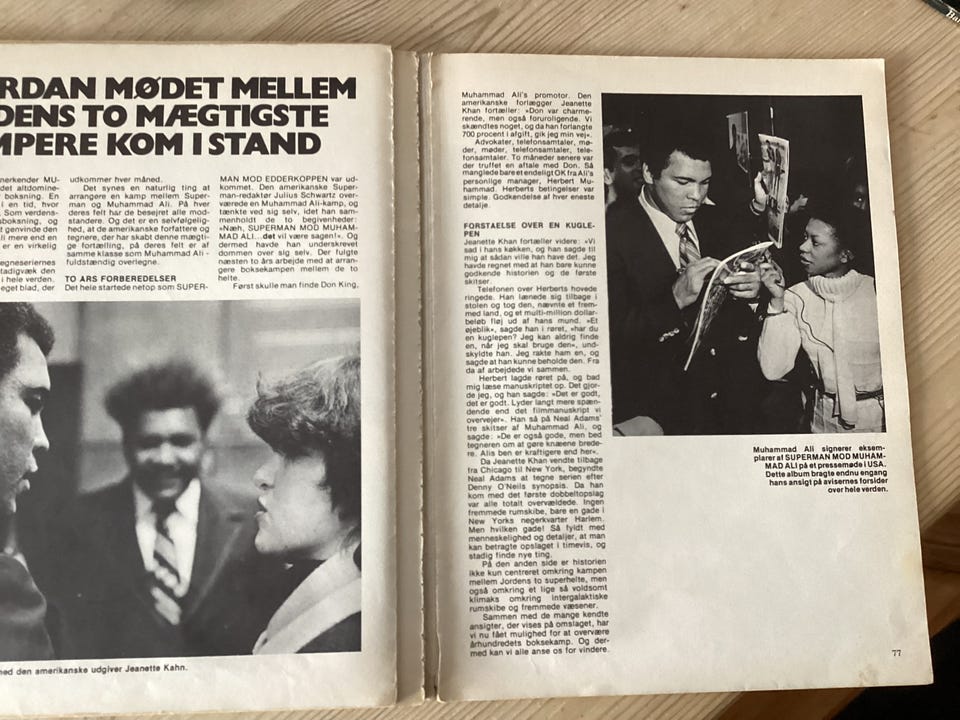 RDAN MØDET MELLEM
DENS TO MÆGTIGSTE
MPERE KOM I STAND
nerkender MU-
det altdomine-
boksning. En
i en tid, hvor
Som verdens-
sboksning, og
t genvinde den
li mere end en
er en virkelig
egneseriernes
tadigvæk den
i hele verden.
eget blad, der
udkommer hver måned.
Det synes en naturlig ting at
arrangere en kamp mellem Super-
man og Muhammad Ali. På hver
deres felt har de besejret alle mod-
standere. Og det er en selvfølgelig-
hed, at de amerikanske forfattere og
tegnere, der har skabt denne mægti-
ge fortælling, på deres felt er af
samme klasse som Muhammad Ali -
fuldstændig overlegne.
TO ARS FORBEREDELSER
Det hele startede netop som SUPER-
MAN MOD EDDERKOPPEN var ud-
kommet. Den amerikanske Super-
man-redaktør Julius Schwartz over-
værede en Muhammad Ali-kamp, og
tænkte ved sig selv, idet han sam-
menholdt de to begivenheder:
»Næh, SUPERMAN MOD MUHAM-
MAD ALI...det vil være sagen!«. Og
dermed havde han underskrevet
dommen over sig selv. Der fulgte
næsten to års arbejde med at arran-
gere boksekampen mellem de to
helte.
Først skulle man finde Don King,
ned den amerikanske udgiver Jeanette Kahn.
Muhammad Ali's promotor. Den
amerikanske forlægger Jeanette
Khan fortæller: »Don var charme-
rende, men også foruroligende. Vi
skændtes noget, og da han forlangte
700 procent i afgift, gik jeg min vej«.
Advokater, telefonsamtaler, mø-
der, møder, telefonsamtaler, tele-
fonsamtaler. To måneder senere var
der truffet en aftale med Don. Så
manglede bare et endeligt OK fra Ali's
personlige manager, Herbert Mu-
hammad. Herberts betingelser var
simple. Godkendelse af hver eneste
detalje.
FORSTAELSE OVER EN KUGLE-
PEN
Jeanette Khan fortæller videre: »Vi
sad i hans køkken, og han sagde til
mig at sådan ville han have det. Jeg
havde regnet med at han bare kunne
godkende historien og de første
skitser.
Telefonen over Herberts hovede
ringede. Han lænede sig tilbage i
stolen og tog den, nævnte et frem-
med land, og et multi-million dollar-
beløb fløj ud af hans mund. »Et
øjeblik«, sagde han i røret, »har du
en kuglepen? Jeg kan aldrig finde
en, når jeg skal bruge den«, und-
skyldte han. Jeg rakte ham en, og
sagde at han kunne beholde den. Fra
da af arbejdede vi sammen.
Herbert lagde røret på, og bad
mig læse manuskriptet op. Det gjor-
de jeg, og han sagde: »Det er godt,
det er godt. Lyder langt mere spæn-
dende end det filmmanuskript vi
overvejer«. Han så på Neal Adams'
tre skitser af Muhammad Ali, og
sagde: »De er også gode, men bed
tegneren om at gøre knæene brede-
re. Alis ben er kraftigere end her«.
Da Jeanette Khan vendte tilbage
fra Chicago til New York, begyndte
Neal Adams at tegne serien efter
Denny O'Neils synopsis. Da han
kom med det første dobbeltopslag
var alle totalt overvældede. Ingen
fremmede rumskibe, bare en gade i
New Yorks negerkvarter Harlem.
Men hvilken gade! Så fyldt med
menneskelighed og detaljer, at man
kan betragte opslaget i timevis, og
stadig finde nye ting.
På den anden side er historien
ikke kun centreret omkring kampen
mellem Jordens to superhelte, men
også omkring et lige så voldsomt
klimaks omkring intergalaktiske
rumskibe og fremmede væsener.
Sammen med de mange kendte
ansigter, der vises på omslaget, har
vi nu fået mulighed for at overvære
århundredets boksekamp. Og der-
med kan vi alle anse os for vindere.
Muhammad Ali signerer eksem-
plarer af SUPERMAN MOD MUHAM-
MAD ALI på et pressemøde i USA.
Dette album bragte endnu engang
hans ansigt på avisernes forsider
over hele verden.
77